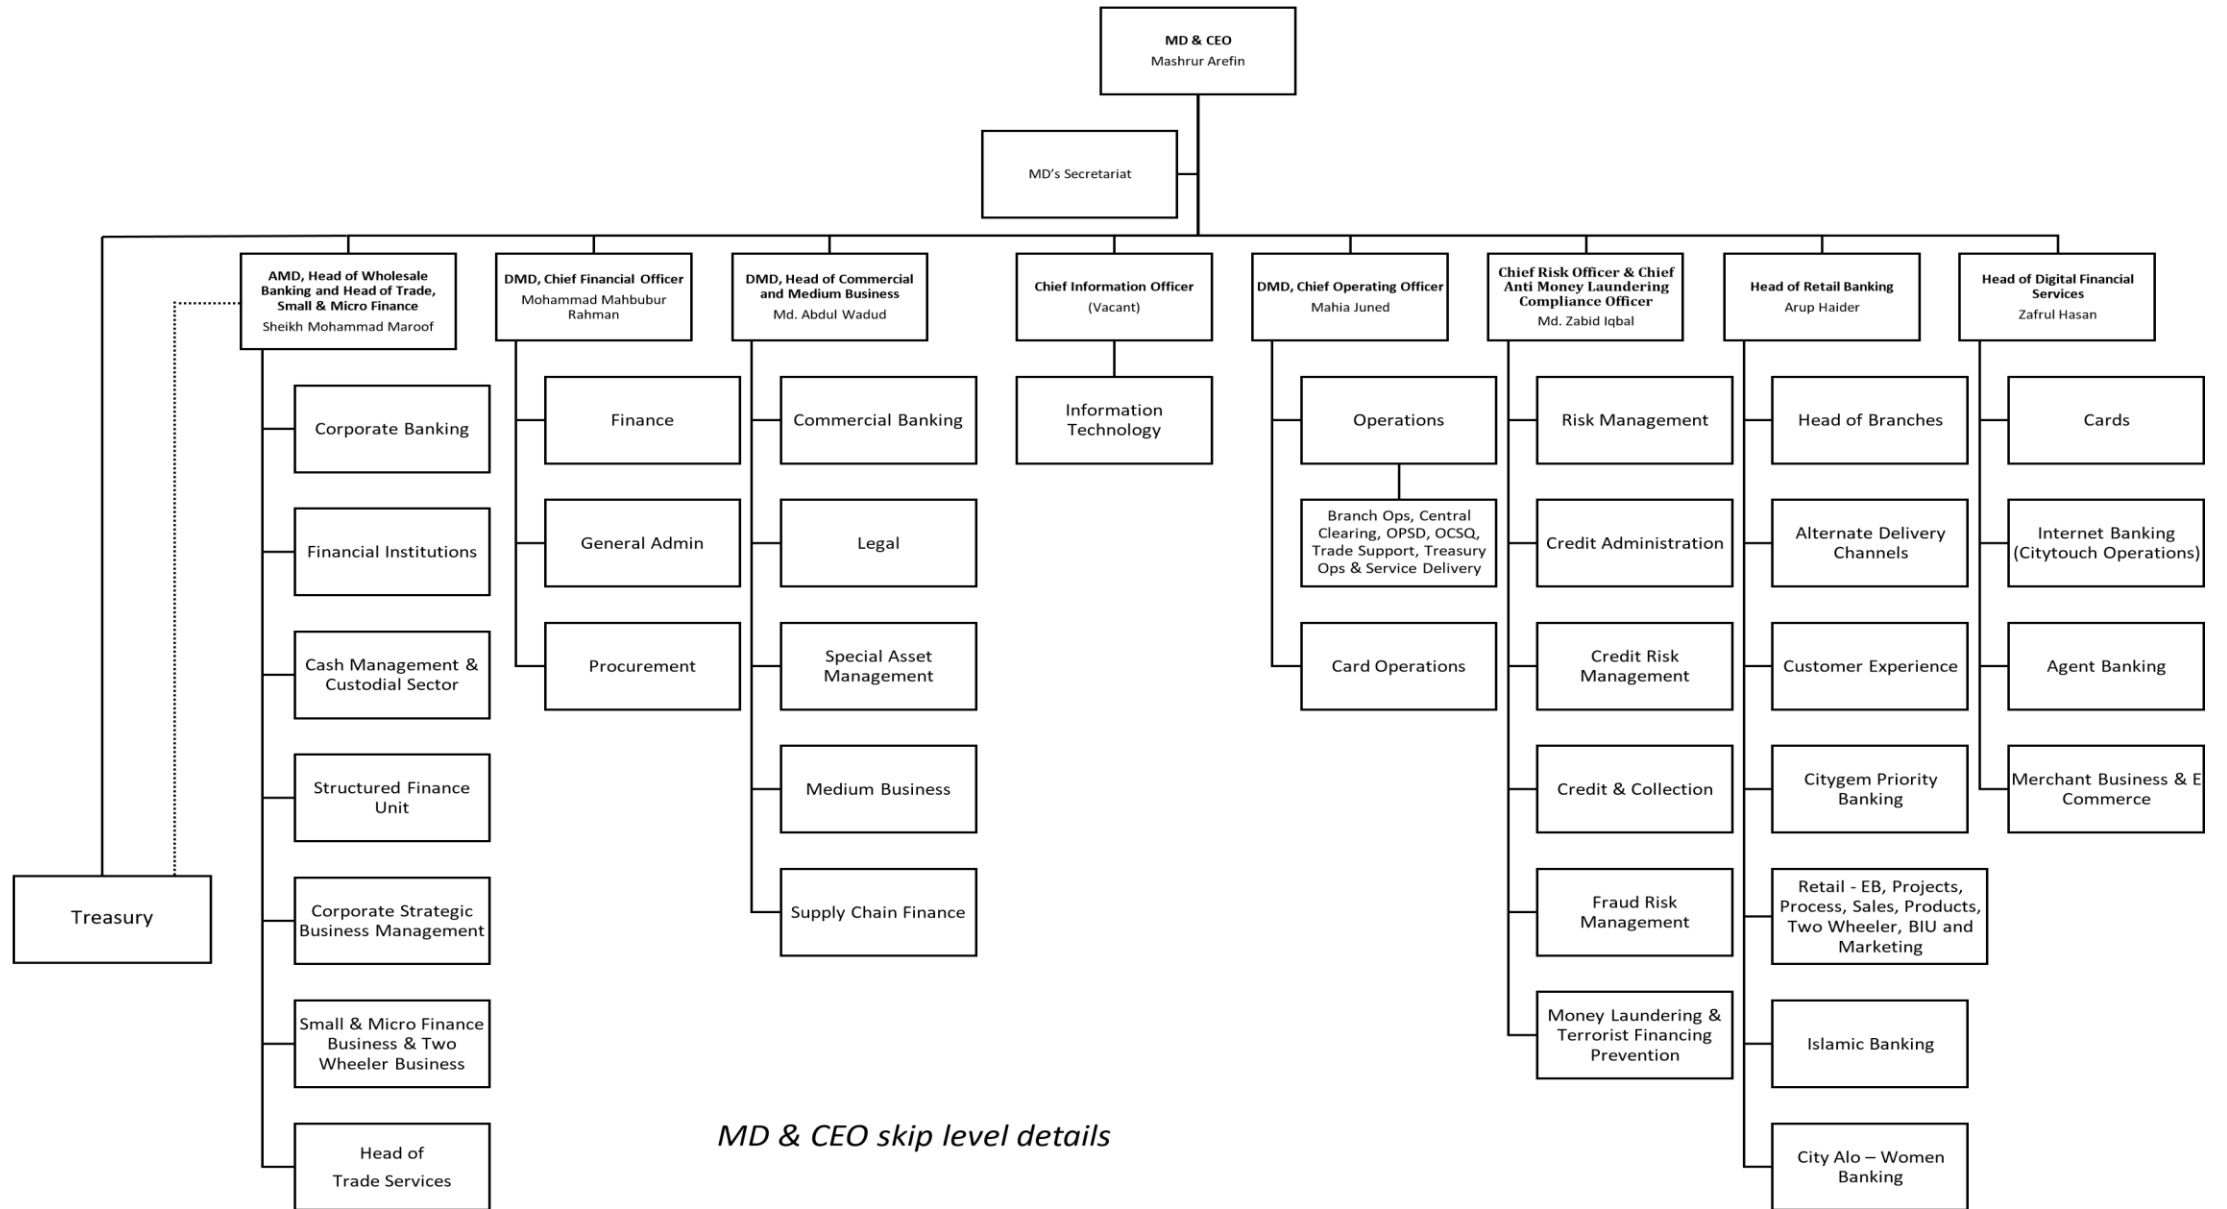 MD & CEO
Mashrur Arefin
MD's Secretariat
AMD, Head of Wholesale
Banking and Head of Trade,
Small & Micro Finance
Sheikh Mohammad Maroof
DMD, Chief Financial Officer
Mohammad Mahbubur
Rahman
DMD, Head of Commercial
and Medium Business
Md. Abdul Wadud
Chief Information Officer
(Vacant)
DMD, Chief Operating Officer
Mahia Juned
Chief Risk Officer & Chief
Anti Money Laundering
Compliance Officer
Md. Zabid Iqbal
Head of Retail Banking
Arup Haider
Head of Digital Financial
Services
Zafrul Hasan
Corporate Banking
Financial Institutions
Cash Management &
Custodial Sector
Structured Finance
Unit
Corporate Strategic
Business Management
Small & Micro Finance
Business & Two
Wheeler Business
Head of
Trade Services
Treasury
Finance
General Admin
Procurement
Commercial Banking
Legal
Special Asset
Management
Medium Business
Supply Chain Finance
Information
Technology
Operations
Branch Ops, Central
Clearing, OPSD, OCSQ,
Trade Support, Treasury
Ops & Service Delivery
Card Operations
Risk Management
Credit Administration
Credit Risk
Management
Credit & Collection
Fraud Risk
Management
Money Laundering &
Terrorist Financing
Prevention
Head of Branches
Alternate Delivery
Channels
Customer Experience
Citygem Priority
Banking
Retail - EB, Projects,
Process, Sales, Products,
Two Wheeler, BIU and
Marketing
Islamic Banking
City Alo – Women
Banking
Cards
Internet Banking
(Citytouch Operations)
Agent Banking
Merchant Business & E
Commerce
MD & CEO skip level details